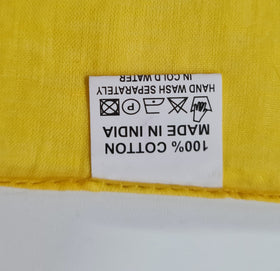 100% COTTON
MADE IN INDIA
P
HAND WASH SEPARATELY
IN COLD WATER